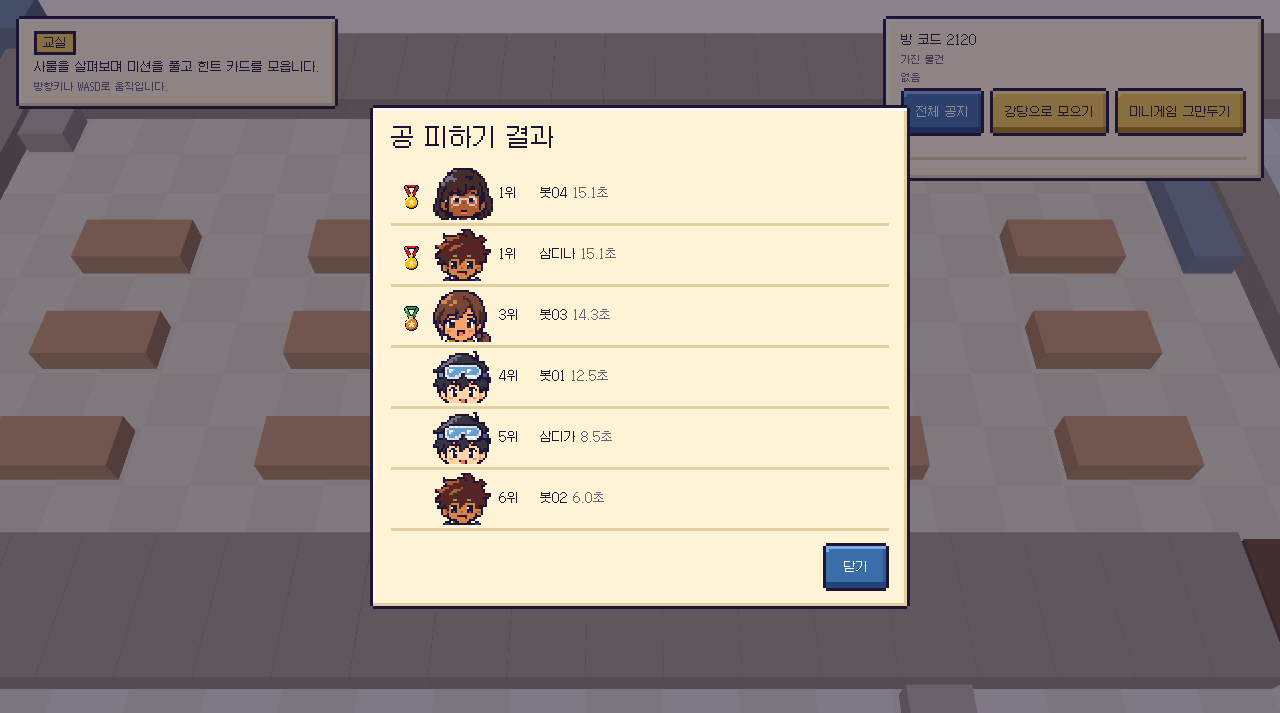 교실
사물을 살펴보며 미션을 풀고 힌트 카드를 모읍니다.
방향키나 WASD로 움직입니다.
방 코드 2120
가진 물건
없음
전체 공지
강당으로 모으기
미니게임 그만두기
공 피하기 결과
1위 봇04 15.1초
1위 삼디나 15.1초
3위 봇03 14.3초
4위 봇01 12.5초
5위 삼디가 8.5초
6위 봇02 6.0초
닫기